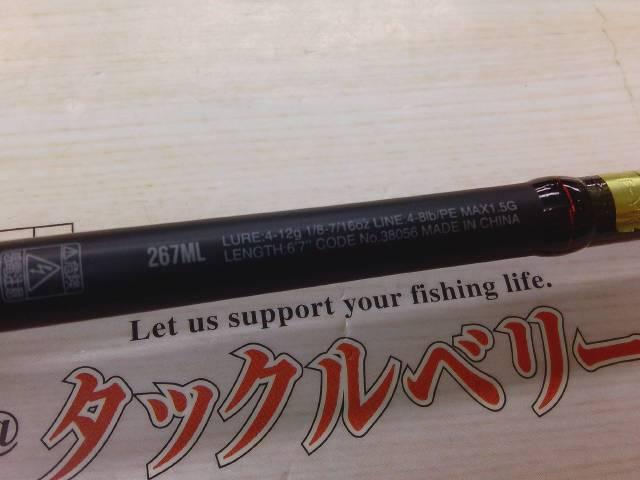 267ML
LURE:4-12g 1/8-7/16oz LINE.4-8lb/PE MAX1.5G
LENGTH:6'7" CODE No.38056 MADE IN CHINA
Let us support your fishing life.
@タックルベリー